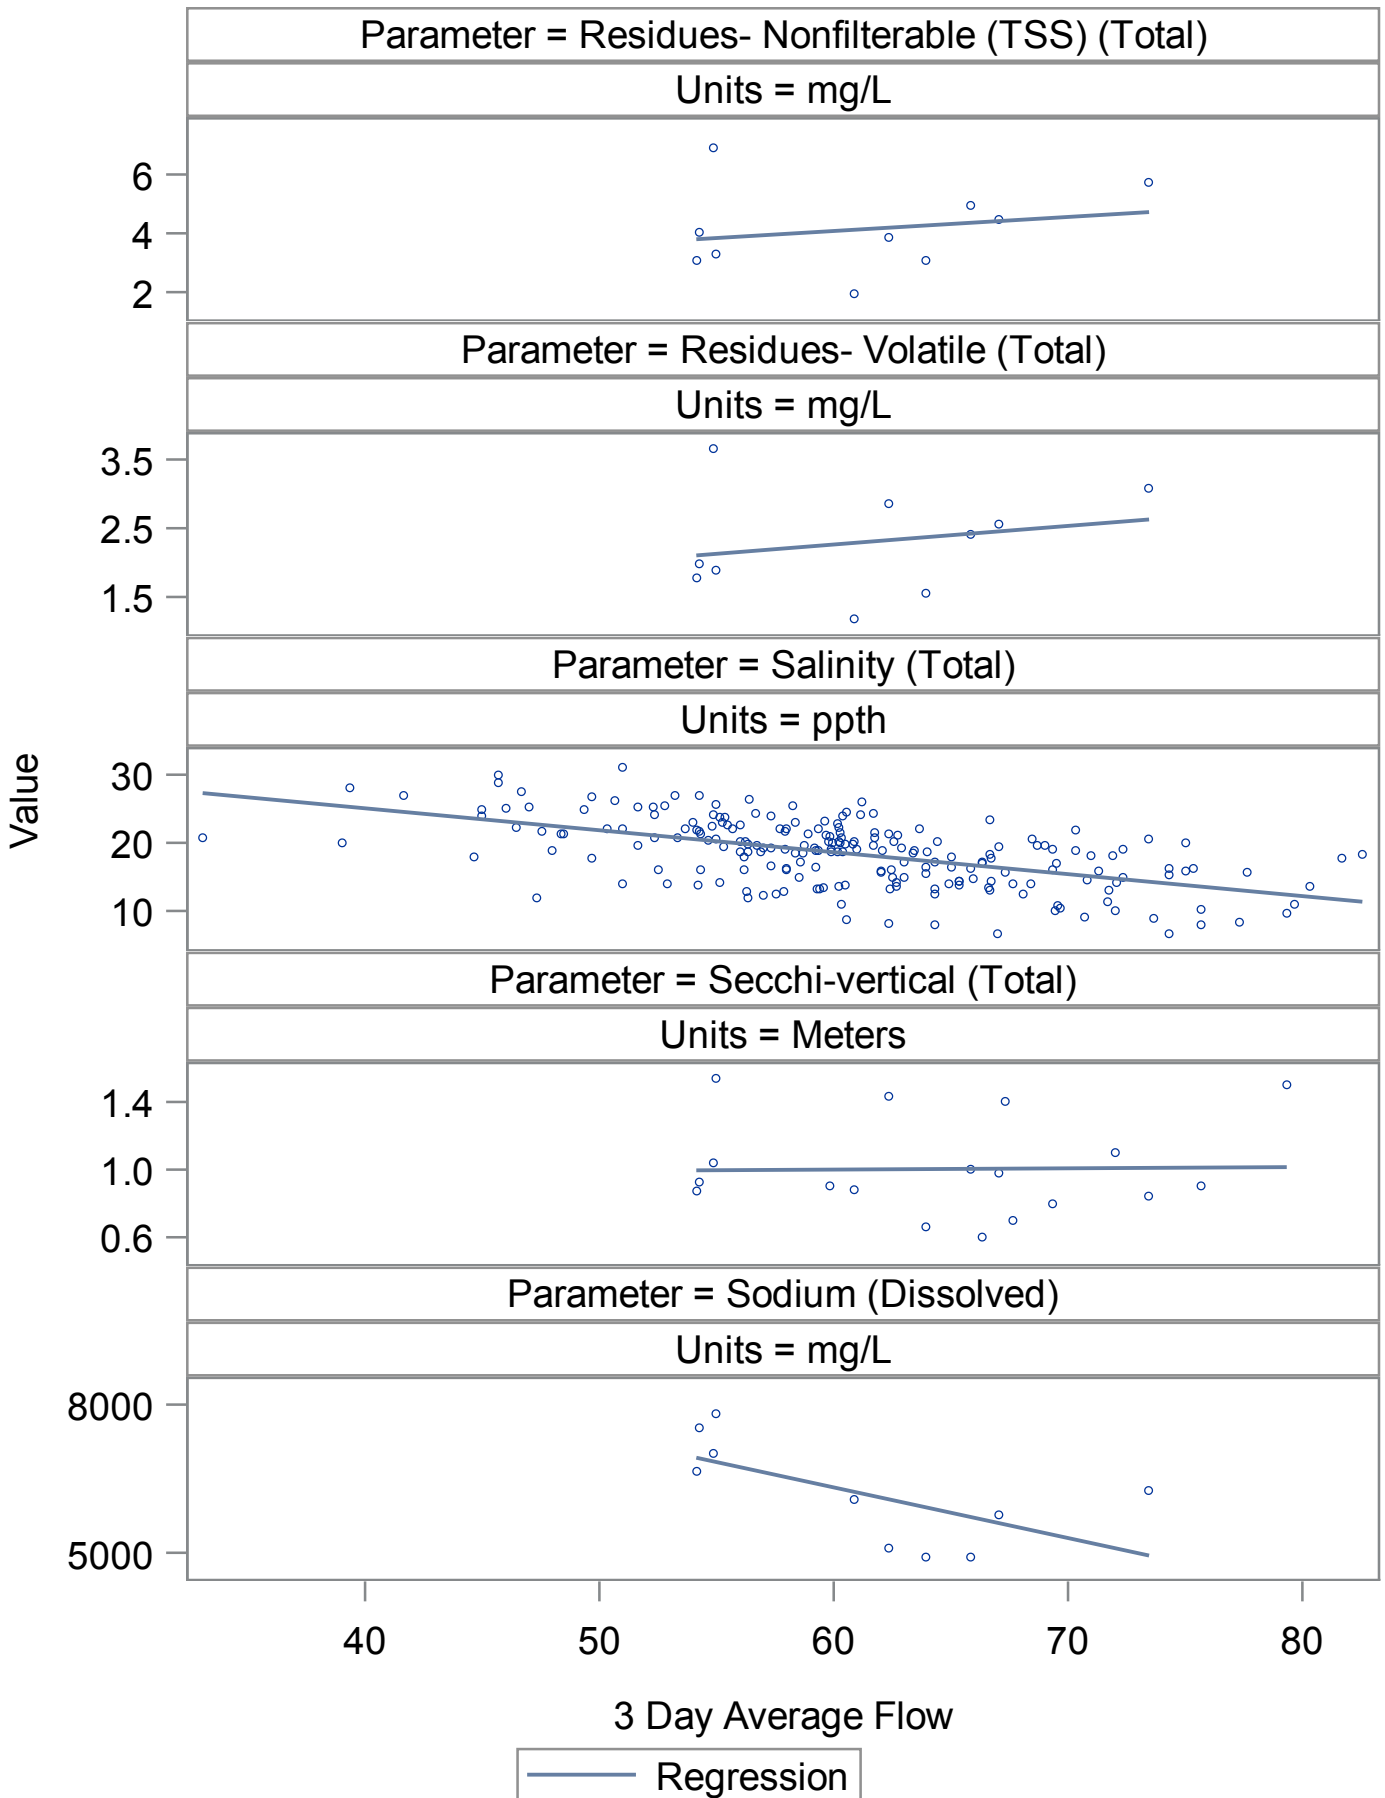 Parameter = Residues- Nonfilterable (TSS) (Total)
Units = mg/L
6
4
2
Parameter = Residues- Volatile (Total)
Units = mg/L
3.5
2.5
1.5
Parameter = Salinity (Total)
Units = ppth
Value
30
20
10
Parameter = Secchi-vertical (Total)
Units = Meters
1.4
1.0
0.6
Parameter = Sodium (Dissolved)
Units = mg/L
8000
5000
40 50 60 70 80
3 Day Average Flow
Regression